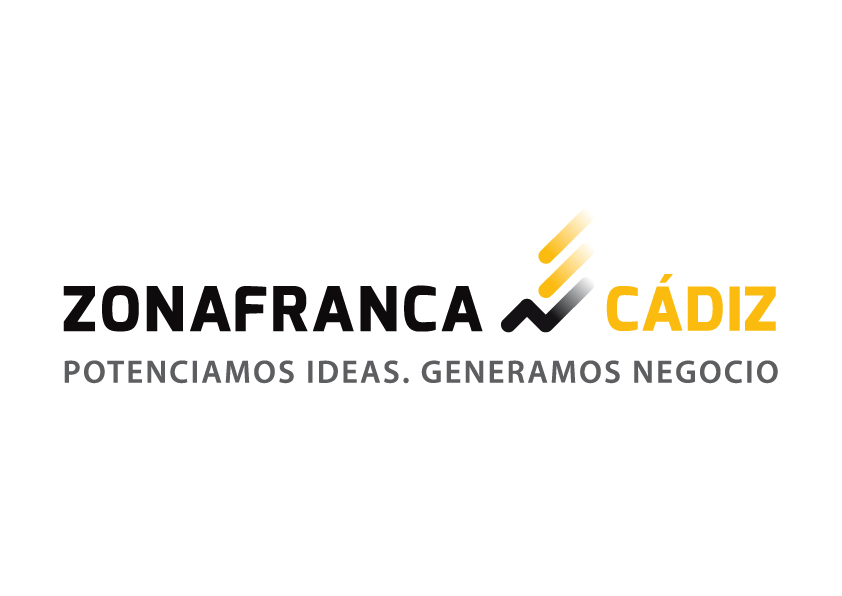 ZONAFRANCA CÁDIZ
POTENCIAMOS IDEAS. GENERAMOS NEGOCIO